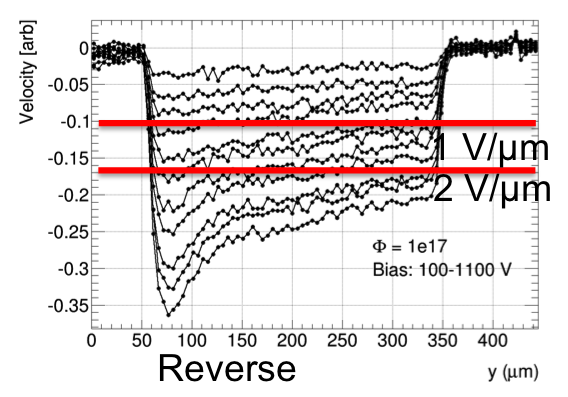 Velocity [arb]
0
-0.05
-0.1
-0.15
-0.2
-0.25
-0.3
-0.35
1 V/μm
2 V/μm
Φ = 1e17
Bias: 100-1100 V
0 50 100 150 200 250 300 350 400
Reverse
y (μm)